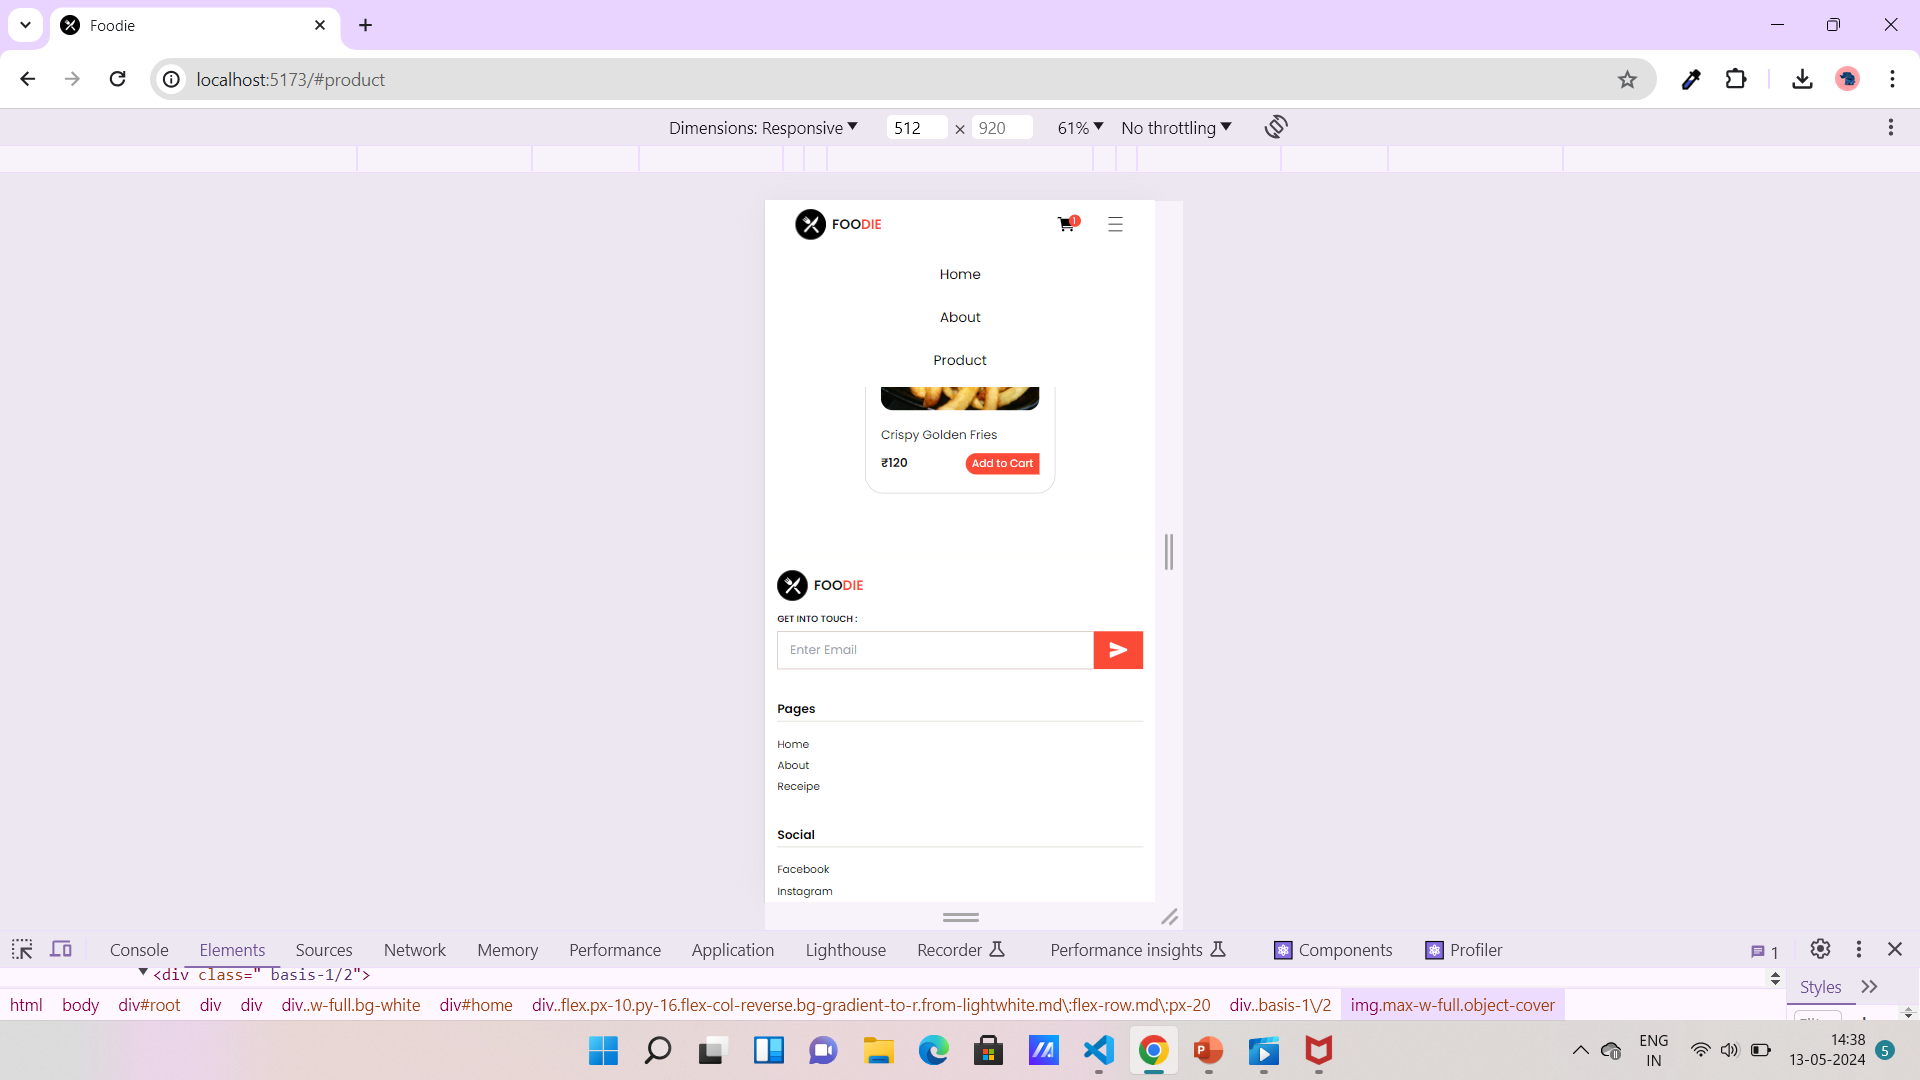 Foodie
localhost:5173/#product
Dimensions: Responsive 512 × 920 61% No throttling
FOODIE 1
Home
About
Product
Crispy Golden Fries
₹120 Add to Cart
FOODIE
GET INTO TOUCH :
Enter Email
Pages
Home
About
Receipe
Social
Facebook
Instagram
Console Elements Sources Network Memory Performance Application Lighthouse Recorder Performance insights Components Profiler 1
<div class=" basis-1/2">
Styles
html body div#root div div div..w-full.bg-white div#home div..flex.px-10.py-16.flex-col-reverse.bg-gradient-to-r.from-lightwhite.md\:flex-row.md\:px-20 div..basis-1\/2 img.max-w-full.object-cover
ENG
IN
14:38
13-05-2024
5